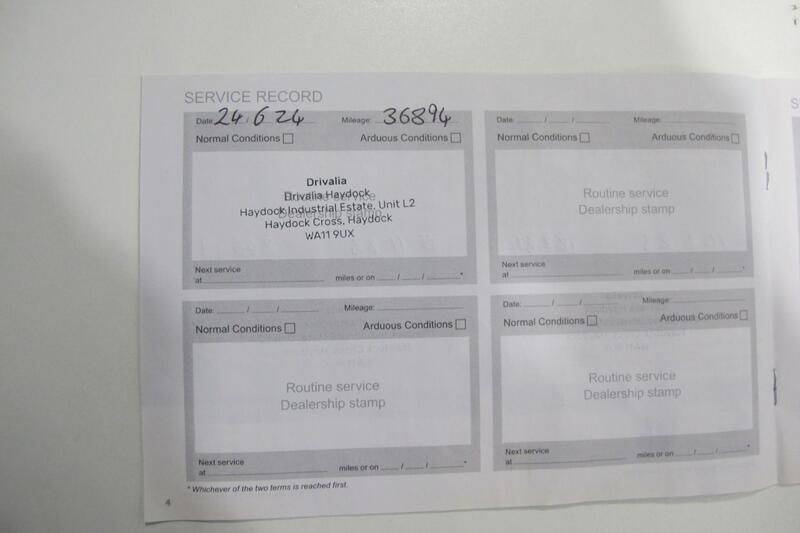 SERVICE RECORD
Date: 24/6/24 Mileage: 36894
Normal Conditions Arduous Conditions
Drivalia
Drivalia Haydock
Haydock Industrial Estate, Unit L2
Haydock Cross, Haydock
WA11 9UX
Routine service
Dealership stamp
Next service
at miles or on / / *
Date: / / Mileage:
Normal Conditions Arduous Conditions
Routine service
Dealership stamp
Next service
at miles or on / / *
Date: / / Mileage:
Normal Conditions Arduous Conditions
Routine service
Dealership stamp
Next service
at miles or on / / *
Date: / / Mileage:
Normal Conditions Arduous Conditions
Routine service
Dealership stamp
Next service
at miles or on / / *
* Whichever of the two terms is reached first.
4